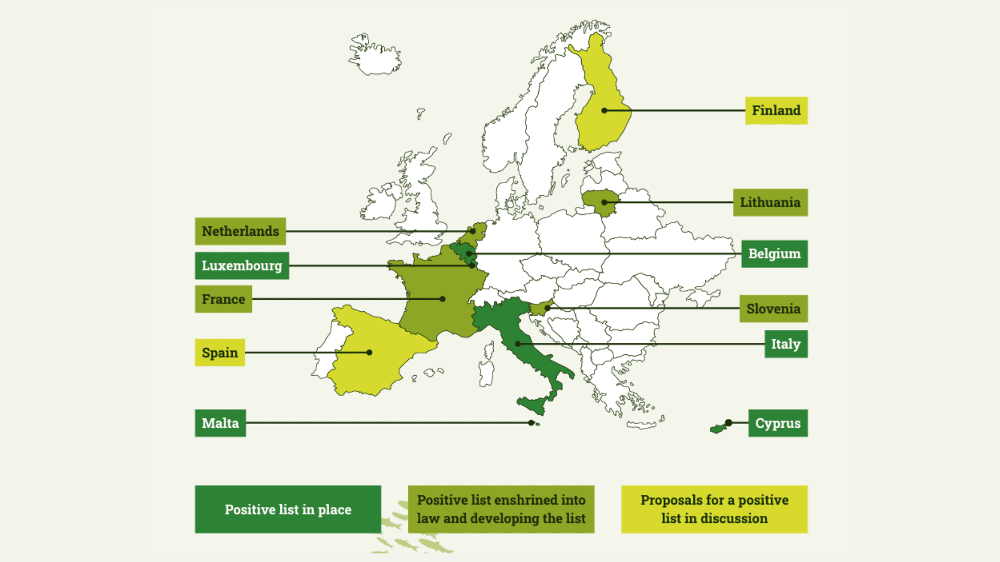 Finland
Lithuania
Netherlands
Belgium
Luxembourg
France
Slovenia
Italy
Spain
Malta
Cyprus
Positive list in place
Positive list enshrined into
law and developing the list
Proposals for a positive
list in discussion